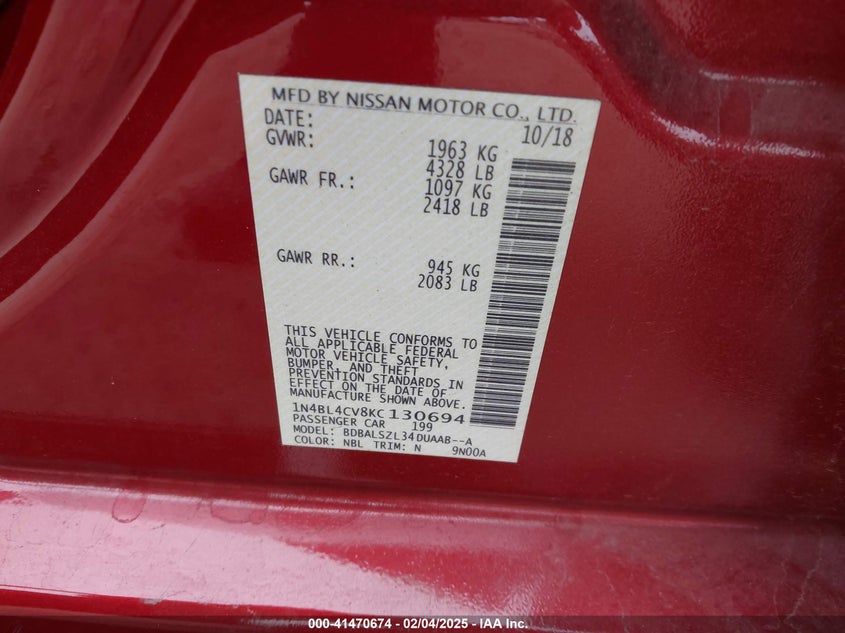 MFD BY NISSAN MOTOR CO., LTD.
DATE: 10/18
GVWR: 1963 KG
4328 LB
GAWR FR.: 1097 KG
2418 LB
GAWR RR.: 945 KG
2083 LB
THIS VEHICLE CONFORMS TO
ALL APPLICABLE FEDERAL
MOTOR VEHICLE SAFETY,
BUMPER, AND THEFT
PREVENTION STANDARDS IN
EFFECT ON THE DATE OF
MANUFACTURE SHOWN ABOVE.
1N4BL4CV8KC130694
PASSENGER CAR 199
MODEL: BDBALSZL34DUAAB--A
COLOR: NBL TRIM: N 9N00A
000-41470674 - 02/04/2025 - IAA Inc.